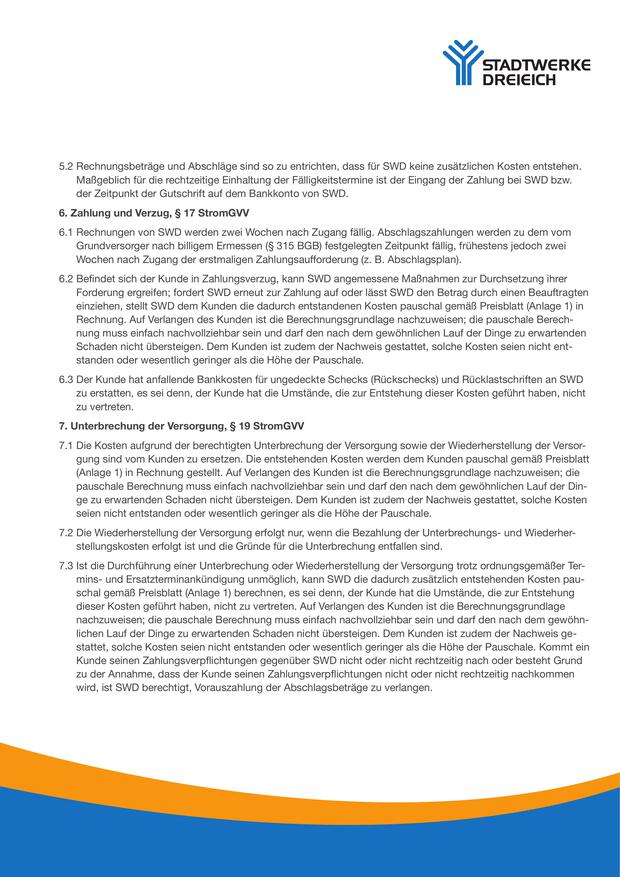 STADTWERKE
DREIEICH
5.2 Rechnungsbeträge und Abschläge sind so zu entrichten, dass für SWD keine zusätzlichen Kosten entstehen.
Maßgeblich für die rechtzeitige Einhaltung der Fälligkeitstermine ist der Eingang der Zahlung bei SWD bzw.
der Zeitpunkt der Gutschrift auf dem Bankkonto von SWD.
6. Zahlung und Verzug, § 17 StromGVV
6.1 Rechnungen von SWD werden zwei Wochen nach Zugang fällig. Abschlagszahlungen werden zu dem vom
Grundversorger nach billigem Ermessen (§ 315 BGB) festgelegten Zeitpunkt fällig, frühestens jedoch zwei
Wochen nach Zugang der erstmaligen Zahlungsaufforderung (z. B. Abschlagsplan).
6.2 Befindet sich der Kunde in Zahlungsverzug, kann SWD angemessene Maßnahmen zur Durchsetzung ihrer
Forderung ergreifen; fordert SWD erneut zur Zahlung auf oder lässt SWD den Betrag durch einen Beauftragten
einziehen, stellt SWD dem Kunden die dadurch entstandenen Kosten pauschal gemäß Preisblatt (Anlage 1) in
Rechnung. Auf Verlangen des Kunden ist die Berechnungsgrundlage nachzuweisen; die pauschale Berech-
nung muss einfach nachvollziehbar sein und darf den nach dem gewöhnlichen Lauf der Dinge zu erwartenden
Schaden nicht übersteigen. Dem Kunden ist zudem der Nachweis gestattet, solche Kosten seien nicht ent-
standen oder wesentlich geringer als die Höhe der Pauschale.
6.3 Der Kunde hat anfallende Bankkosten für ungedeckte Schecks (Rückschecks) und Rücklastschriften an SWD
zu erstatten, es sei denn, der Kunde hat die Umstände, die zur Entstehung dieser Kosten geführt haben, nicht
zu vertreten.
7. Unterbrechung der Versorgung, § 19 StromGVV
7.1 Die Kosten aufgrund der berechtigten Unterbrechung der Versorgung sowie der Wiederherstellung der Versor-
gung sind vom Kunden zu ersetzen. Die entstehenden Kosten werden dem Kunden pauschal gemäß Preisblatt
(Anlage 1) in Rechnung gestellt. Auf Verlangen des Kunden ist die Berechnungsgrundlage nachzuweisen; die
pauschale Berechnung muss einfach nachvollziehbar sein und darf den nach dem gewöhnlichen Lauf der Din-
ge zu erwartenden Schaden nicht übersteigen. Dem Kunden ist zudem der Nachweis gestattet, solche Kosten
seien nicht entstanden oder wesentlich geringer als die Höhe der Pauschale.
7.2 Die Wiederherstellung der Versorgung erfolgt nur, wenn die Bezahlung der Unterbrechungs- und Wiederher-
stellungskosten erfolgt ist und die Gründe für die Unterbrechung entfallen sind.
7.3 Ist die Durchführung einer Unterbrechung oder Wiederherstellung der Versorgung trotz ordnungsgemäßer Ter-
mins- und Ersatzterminankündigung unmöglich, kann SWD die dadurch zusätzlich entstehenden Kosten pau-
schal gemäß Preisblatt (Anlage 1) berechnen, es sei denn, der Kunde hat die Umstände, die zur Entstehung
dieser Kosten geführt haben, nicht zu vertreten. Auf Verlangen des Kunden ist die Berechnungsgrundlage
nachzuweisen; die pauschale Berechnung muss einfach nachvollziehbar sein und darf den nach dem gewöhn-
lichen Lauf der Dinge zu erwartenden Schaden nicht übersteigen. Dem Kunden ist zudem der Nachweis ge-
stattet, solche Kosten seien nicht entstanden oder wesentlich geringer als die Höhe der Pauschale. Kommt ein
Kunde seinen Zahlungsverpflichtungen gegenüber SWD nicht oder nicht rechtzeitig nach oder besteht Grund
zu der Annahme, dass der Kunde seinen Zahlungsverpflichtungen nicht oder nicht rechtzeitig nachkommen
wird, ist SWD berechtigt, Vorauszahlung der Abschlagsbeträge zu verlangen.